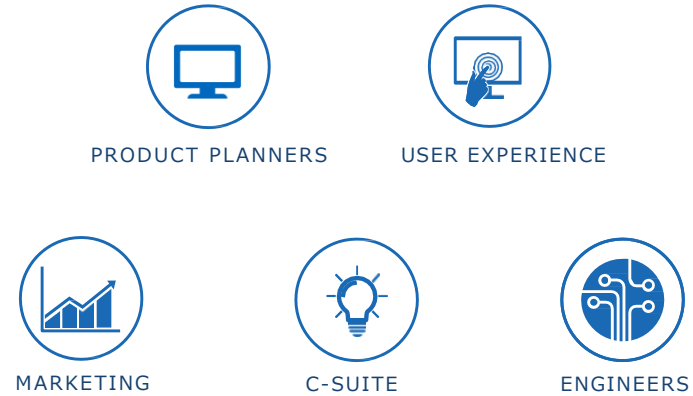 PRODUCT PLANNERS
USER EXPERIENCE
MARKETING
C-SUITE
ENGINEERS